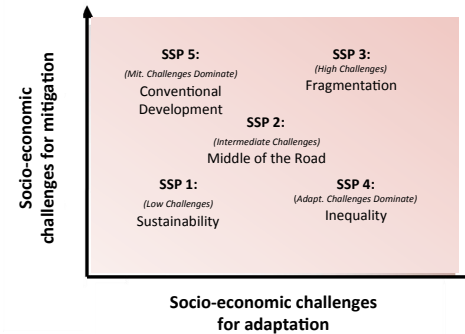 Socio-economic
challenges for mitigation
SSP 5:
(Mit. Challenges Dominate)
Conventional
Development
SSP 3:
(High Challenges)
Fragmentation
SSP 2:
(Intermediate Challenges)
Middle of the Road
SSP 1:
(Low Challenges)
Sustainability
SSP 4:
(Adapt. Challenges Dominate)
Inequality
Socio-economic challenges
for adaptation